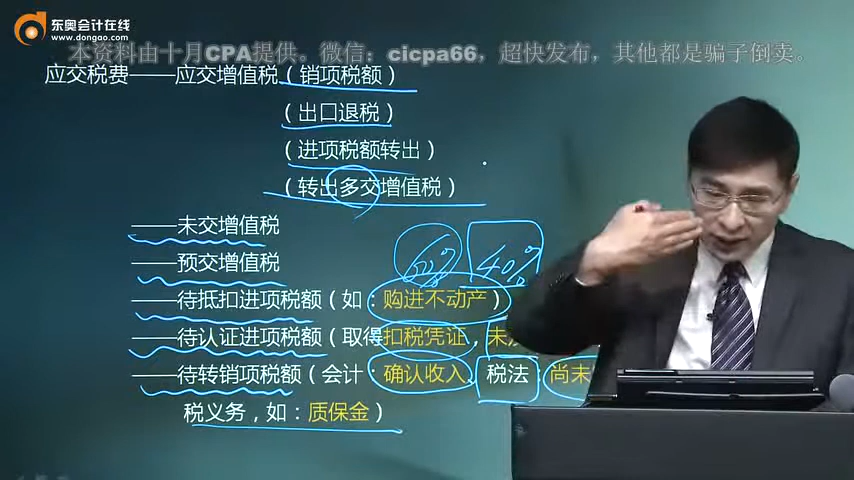 东奥会计在线
www.dongao.com
本资料由十月CPA提供。微信：cicpa66，超快发布，其他都是骗子倒卖。
应交税费——应交增值税（销项税额）
（出口退税）
（进项税额转出）
（转出多交增值税）
——未交增值税
——预交增值税
60% 40%
——待抵扣进项税额（如：购进不动产）
——待认证进项税额（取得扣税凭证，未
——待转销项税额（会计：确认收入，税法：尚未
税义务，如：质保金）